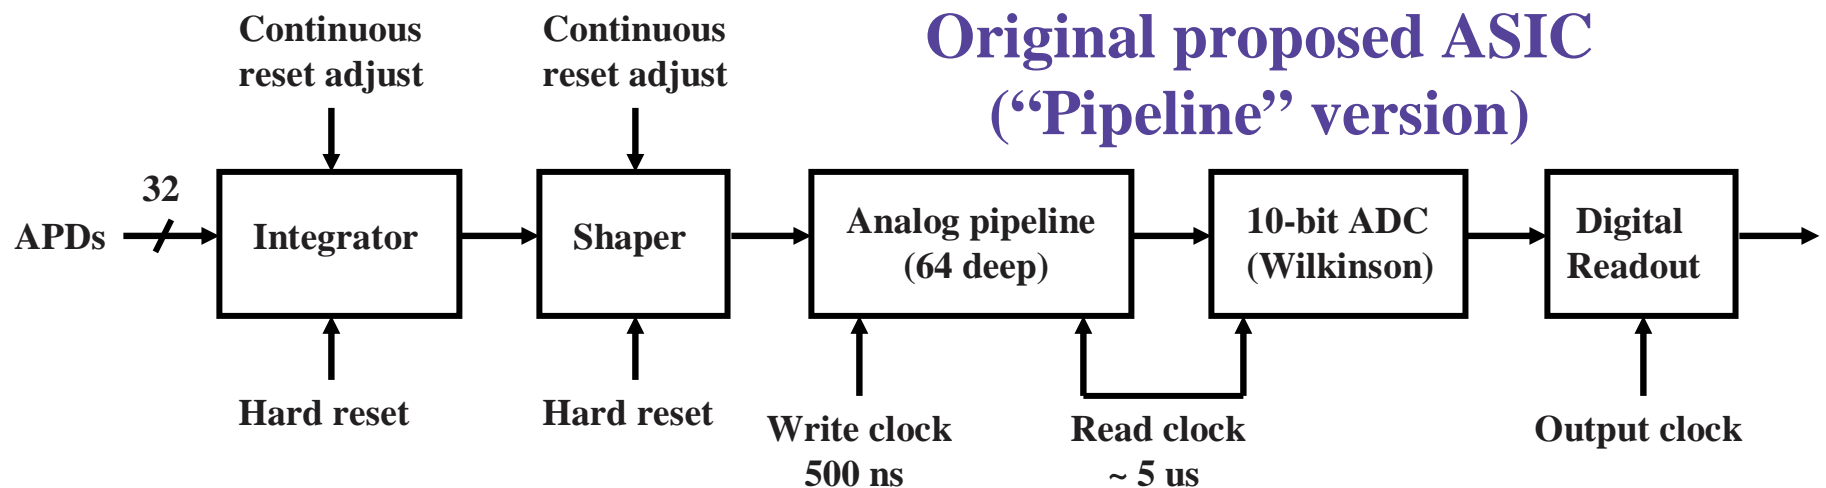 Original proposed ASIC
(“Pipeline” version)
Continuous
reset adjust
Continuous
reset adjust
32
APDs
Integrator
Shaper
Analog pipeline
(64 deep)
10-bit ADC
(Wilkinson)
Digital
Readout
Hard reset
Hard reset
Write clock
500 ns
Read clock
~ 5 us
Output clock